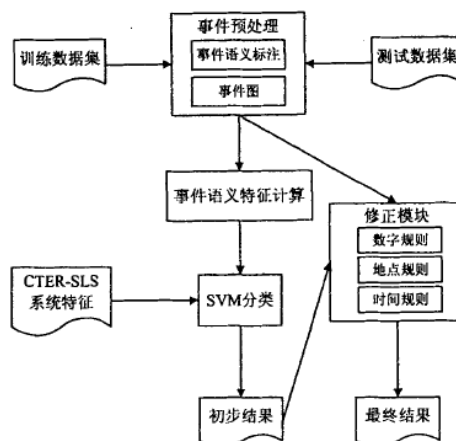 事件预处理
训练数据集
事件语义标注
测试数据集
事件图
事件语义特征计算
修正模块
数字规则
CTER-SLS
系统特征
地点规则
SVM分类
时间规则
初步结果
最终结果